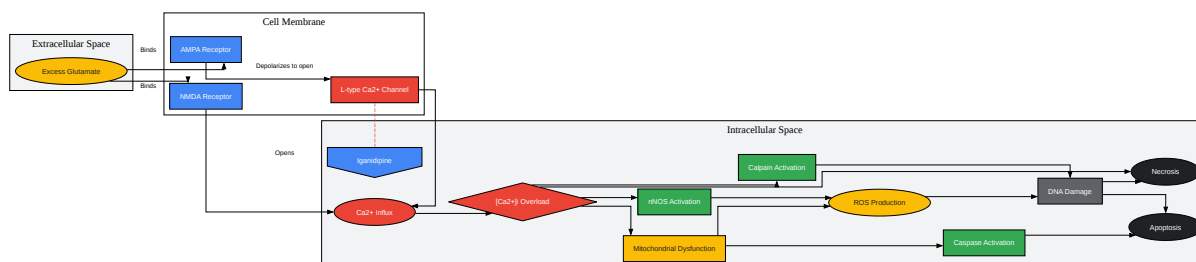 Cell Membrane
Extracellular Space
Excess Glutamate
Binds
Binds
AMPA Receptor
Depolarizes to open
NMDA Receptor
L-type Ca2+ Channel
Opens
Intracellular Space
Iganidipine
Ca2+ Influx
[Ca2+]i Overload
Calpain Activation
nNOS Activation
Mitochondrial Dysfunction
ROS Production
Caspase Activation
DNA Damage
Necrosis
Apoptosis